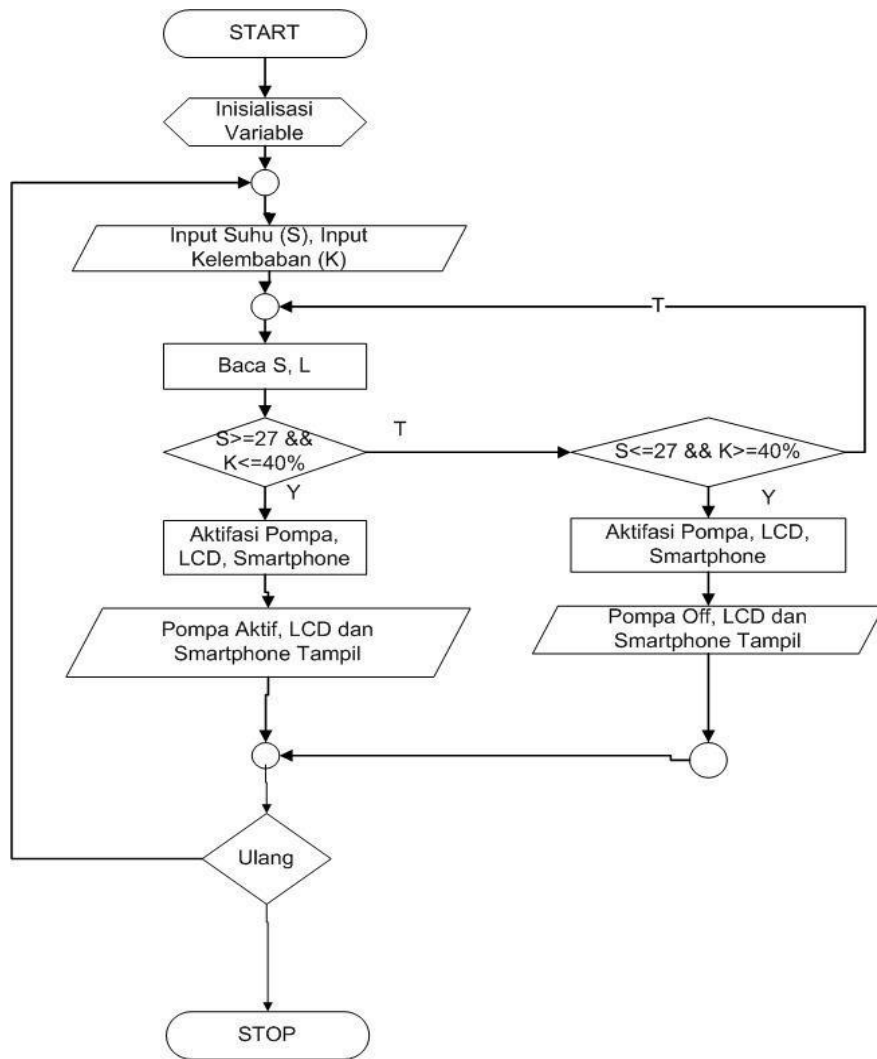 START
Inisialisasi
Variable
Input Suhu (S), Input
Kelembaban (K)
T
Baca S, L
S>=27 &&
K<=40%
T
S<=27 && K>=40%
Y
Y
Aktifasi Pompa,
LCD, Smartphone
Aktifasi Pompa, LCD,
Smartphone
Pompa Aktif, LCD dan
Smartphone Tampil
Pompa Off, LCD dan
Smartphone Tampil
Ulang
STOP